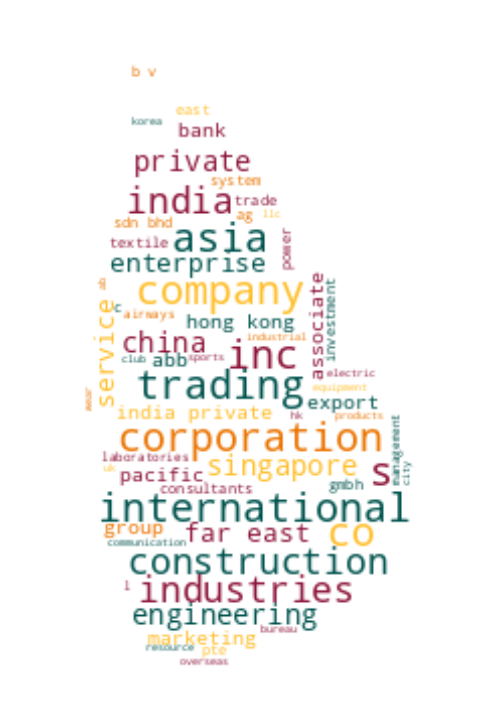 b v
east
korea
bank
private
system
india trade
ag llc
sdn bhd
textile asia power
enterprise
ab company associate investment
service c airways hong kong
industrial
china inc
club abb sports
trading electric
equipment
wear export
india private hk products
corporation management
laboratories
uk pacific singapore s city
consultants gmbh
international
group far east co
communication
construction
l industries
engineering
bureau
marketing
resource pte
overseas